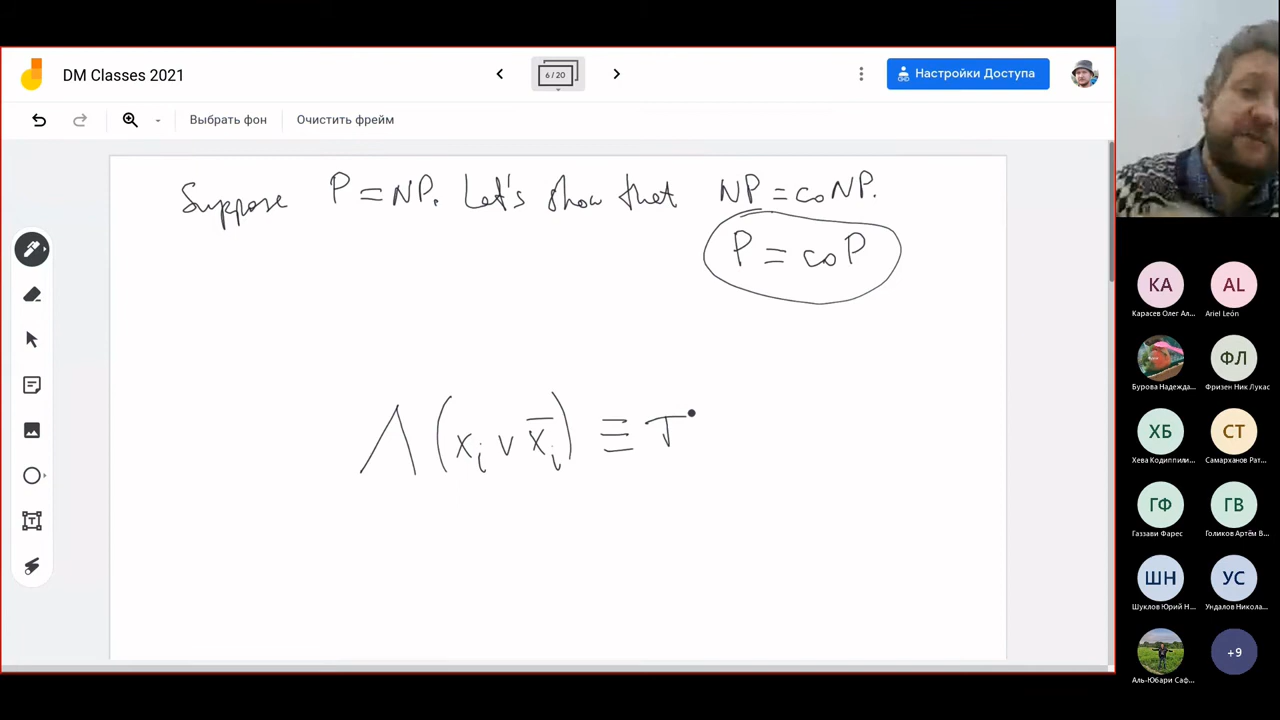 DM Classes 2021
6 / 20
Настройки Доступа
Выбрать фон
Очистить фрейм
Suppose P = NP. Let's show that NP = coNP.
P = coP
Λ (xᵢ ∨ x̅ᵢ) ≡ T
КА
AL
Карасев Олег Ал...
Ariel León
ФЛ
Бурова Надежда...
Фризен Ник Лукас
ХБ
СТ
Хева Кодиппили...
Самарханов Рат...
ГФ
ГВ
Газзави Фарес
Голиков Артём В...
ШН
УС
Шуклов Юрий Н...
Ундалов Никола...
+9
Аль-Юбари Саф...